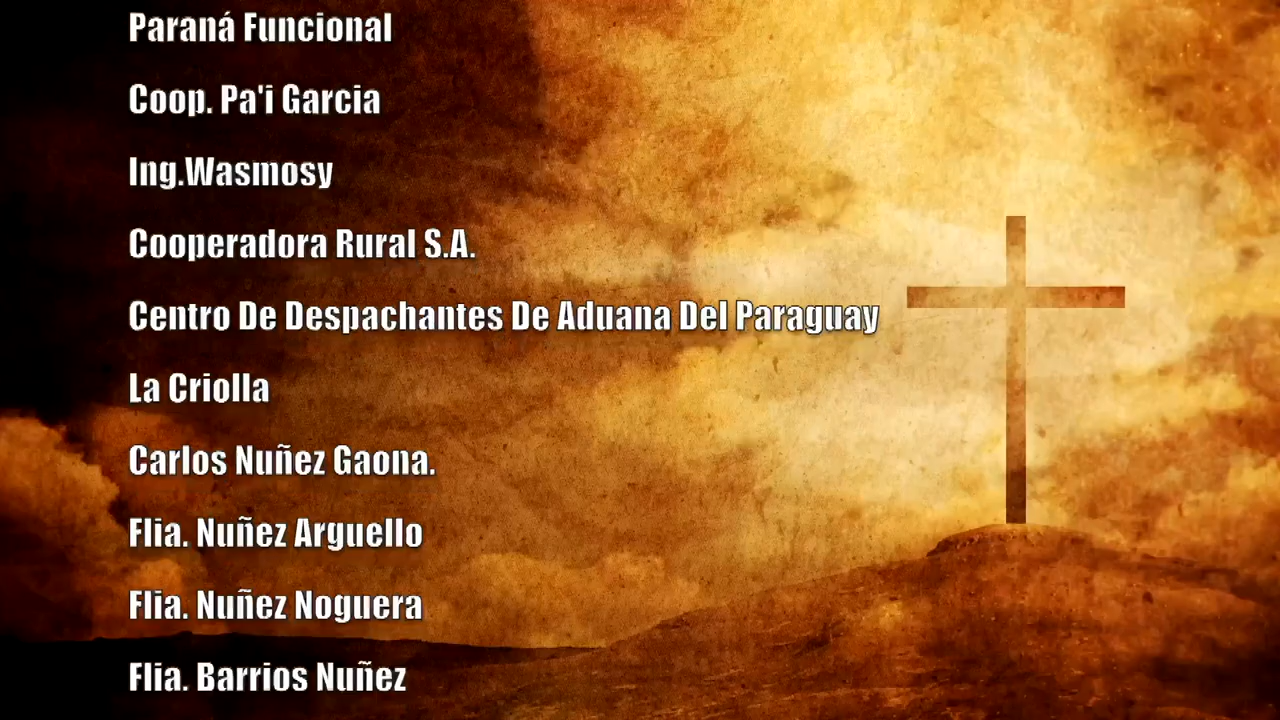 Paraná Funcional
Coop. Pa'i Garcia
Ing.Wasmosy
Cooperadora Rural S.A.
Centro De Despachantes De Aduana Del Paraguay
La Criolla
Carlos Nuñez Gaona.
Flia. Nuñez Arguello
Flia. Nuñez Noguera
Flia. Barrios Nuñez